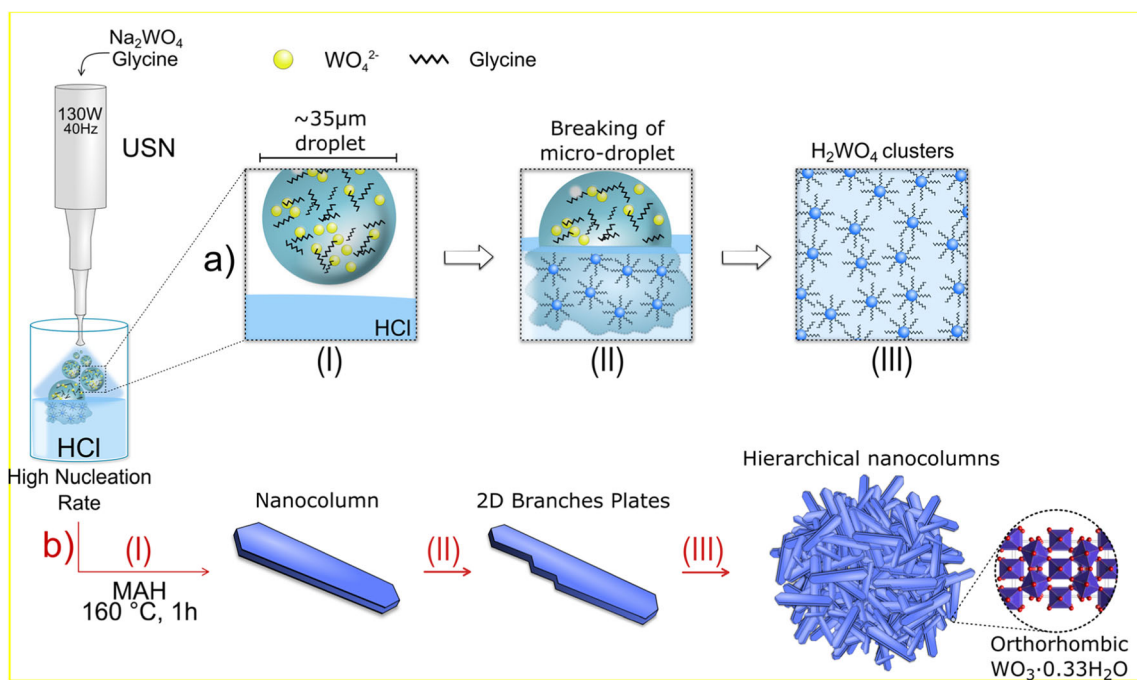 Na₂WO₄
Glycine
130W
40Hz
USN
WO₄²⁻
Glycine
~35µm
droplet
Breaking of
micro-droplet
H₂WO₄ clusters
a)
HCl
(I)
(II)
(III)
HCl
High Nucleation
Rate
b)
(I)
MAH
160 °C, 1h
Nanocolumn
(II)
2D Branches Plates
(III)
Hierarchical nanocolumns
Orthorhombic
WO₃·0.33H₂O